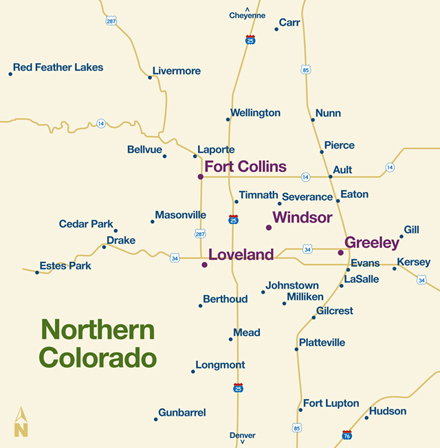 Cheyenne
Carr
287
25
Red Feather Lakes
Livermore
85
Wellington
Nunn
14
Bellvue
Laporte
Pierce
Fort Collins
14
Ault
14
Timnath
Severance
Eaton
Masonville
Windsor
25
Cedar Park
287
Gill
Drake
Greeley
34
Loveland
34
Estes Park
Evans
Kersey
LaSalle
34
Johnstown
Milliken
Berthoud
Gilcrest
Northern
Colorado
Mead
Platteville
Longmont
25
Gunbarrel
Fort Lupton
Hudson
N
Denver
85
76